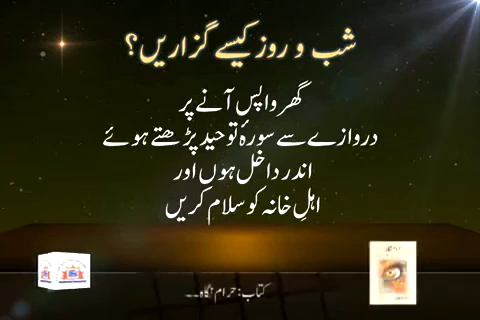 شب و روز کیسے گزاریں؟
گھر واپس آنے پر
دروازے سے سورۂ توحید پڑھتے ہوئے
اندر داخل ہوں اور
اہلِ خانہ کو سلام کریں
کتاب: حرام نگاہ۔۔۔